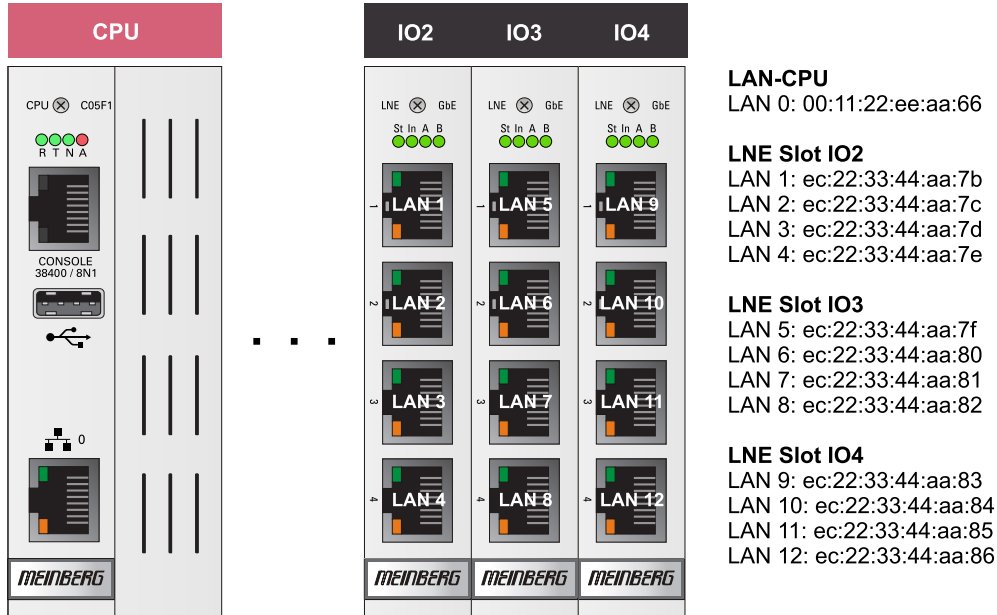 CPU
IO2 IO3 IO4
CPU C05F1
R T N A
CONSOLE
38400 / 8N1
0
MEINBERG
. . .
LNE GbE
St In A B
1 LAN 1
2 LAN 2
3 LAN 3
4 LAN 4
MEINBERG
LNE GbE
St In A B
1 LAN 5
2 LAN 6
3 LAN 7
4 LAN 8
MEINBERG
LNE GbE
St In A B
1 LAN 9
2 LAN 10
3 LAN 11
4 LAN 12
MEINBERG
LAN-CPU
LAN 0: 00:11:22:ee:aa:66
LNE Slot IO2
LAN 1: ec:22:33:44:aa:7b
LAN 2: ec:22:33:44:aa:7c
LAN 3: ec:22:33:44:aa:7d
LAN 4: ec:22:33:44:aa:7e
LNE Slot IO3
LAN 5: ec:22:33:44:aa:7f
LAN 6: ec:22:33:44:aa:80
LAN 7: ec:22:33:44:aa:81
LAN 8: ec:22:33:44:aa:82
LNE Slot IO4
LAN 9: ec:22:33:44:aa:83
LAN 10: ec:22:33:44:aa:84
LAN 11: ec:22:33:44:aa:85
LAN 12: ec:22:33:44:aa:86